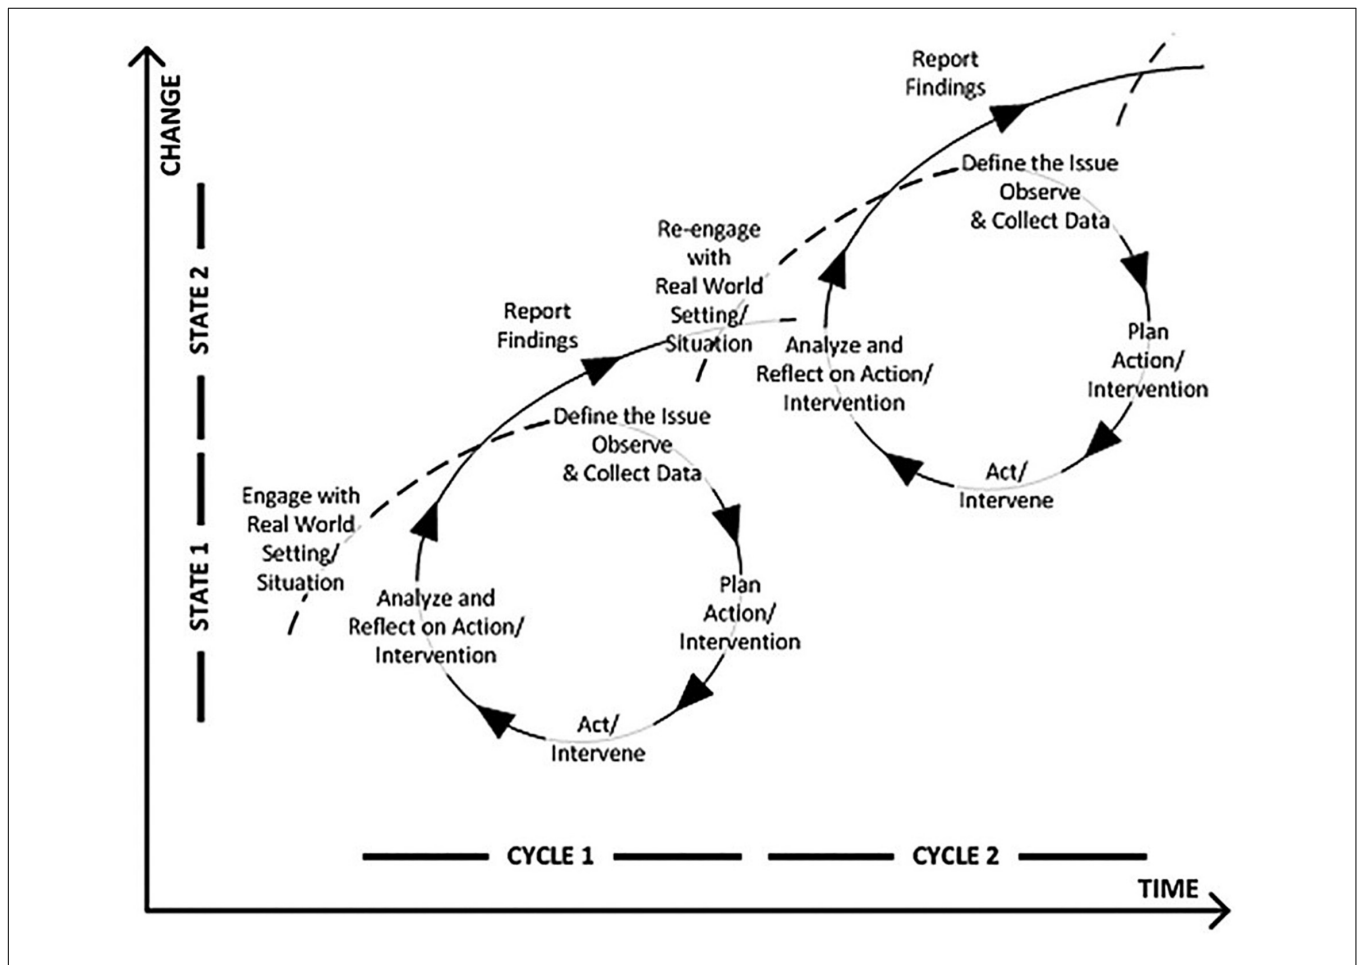 CHANGE
STATE 2
STATE 1
Report
Findings
Define the Issue
Observe
& Collect Data
Plan
Action/
Intervention
Act/
Intervene
Analyze and
Reflect on Action/
Intervention
Re-engage
with
Real World
Setting/
Situation
Report
Findings
Define the Issue
Observe
& Collect Data
Plan
Action/
Intervention
Act/
Intervene
Analyze and
Reflect on Action/
Intervention
Engage with
Real World
Setting/
Situation
CYCLE 1
CYCLE 2
TIME